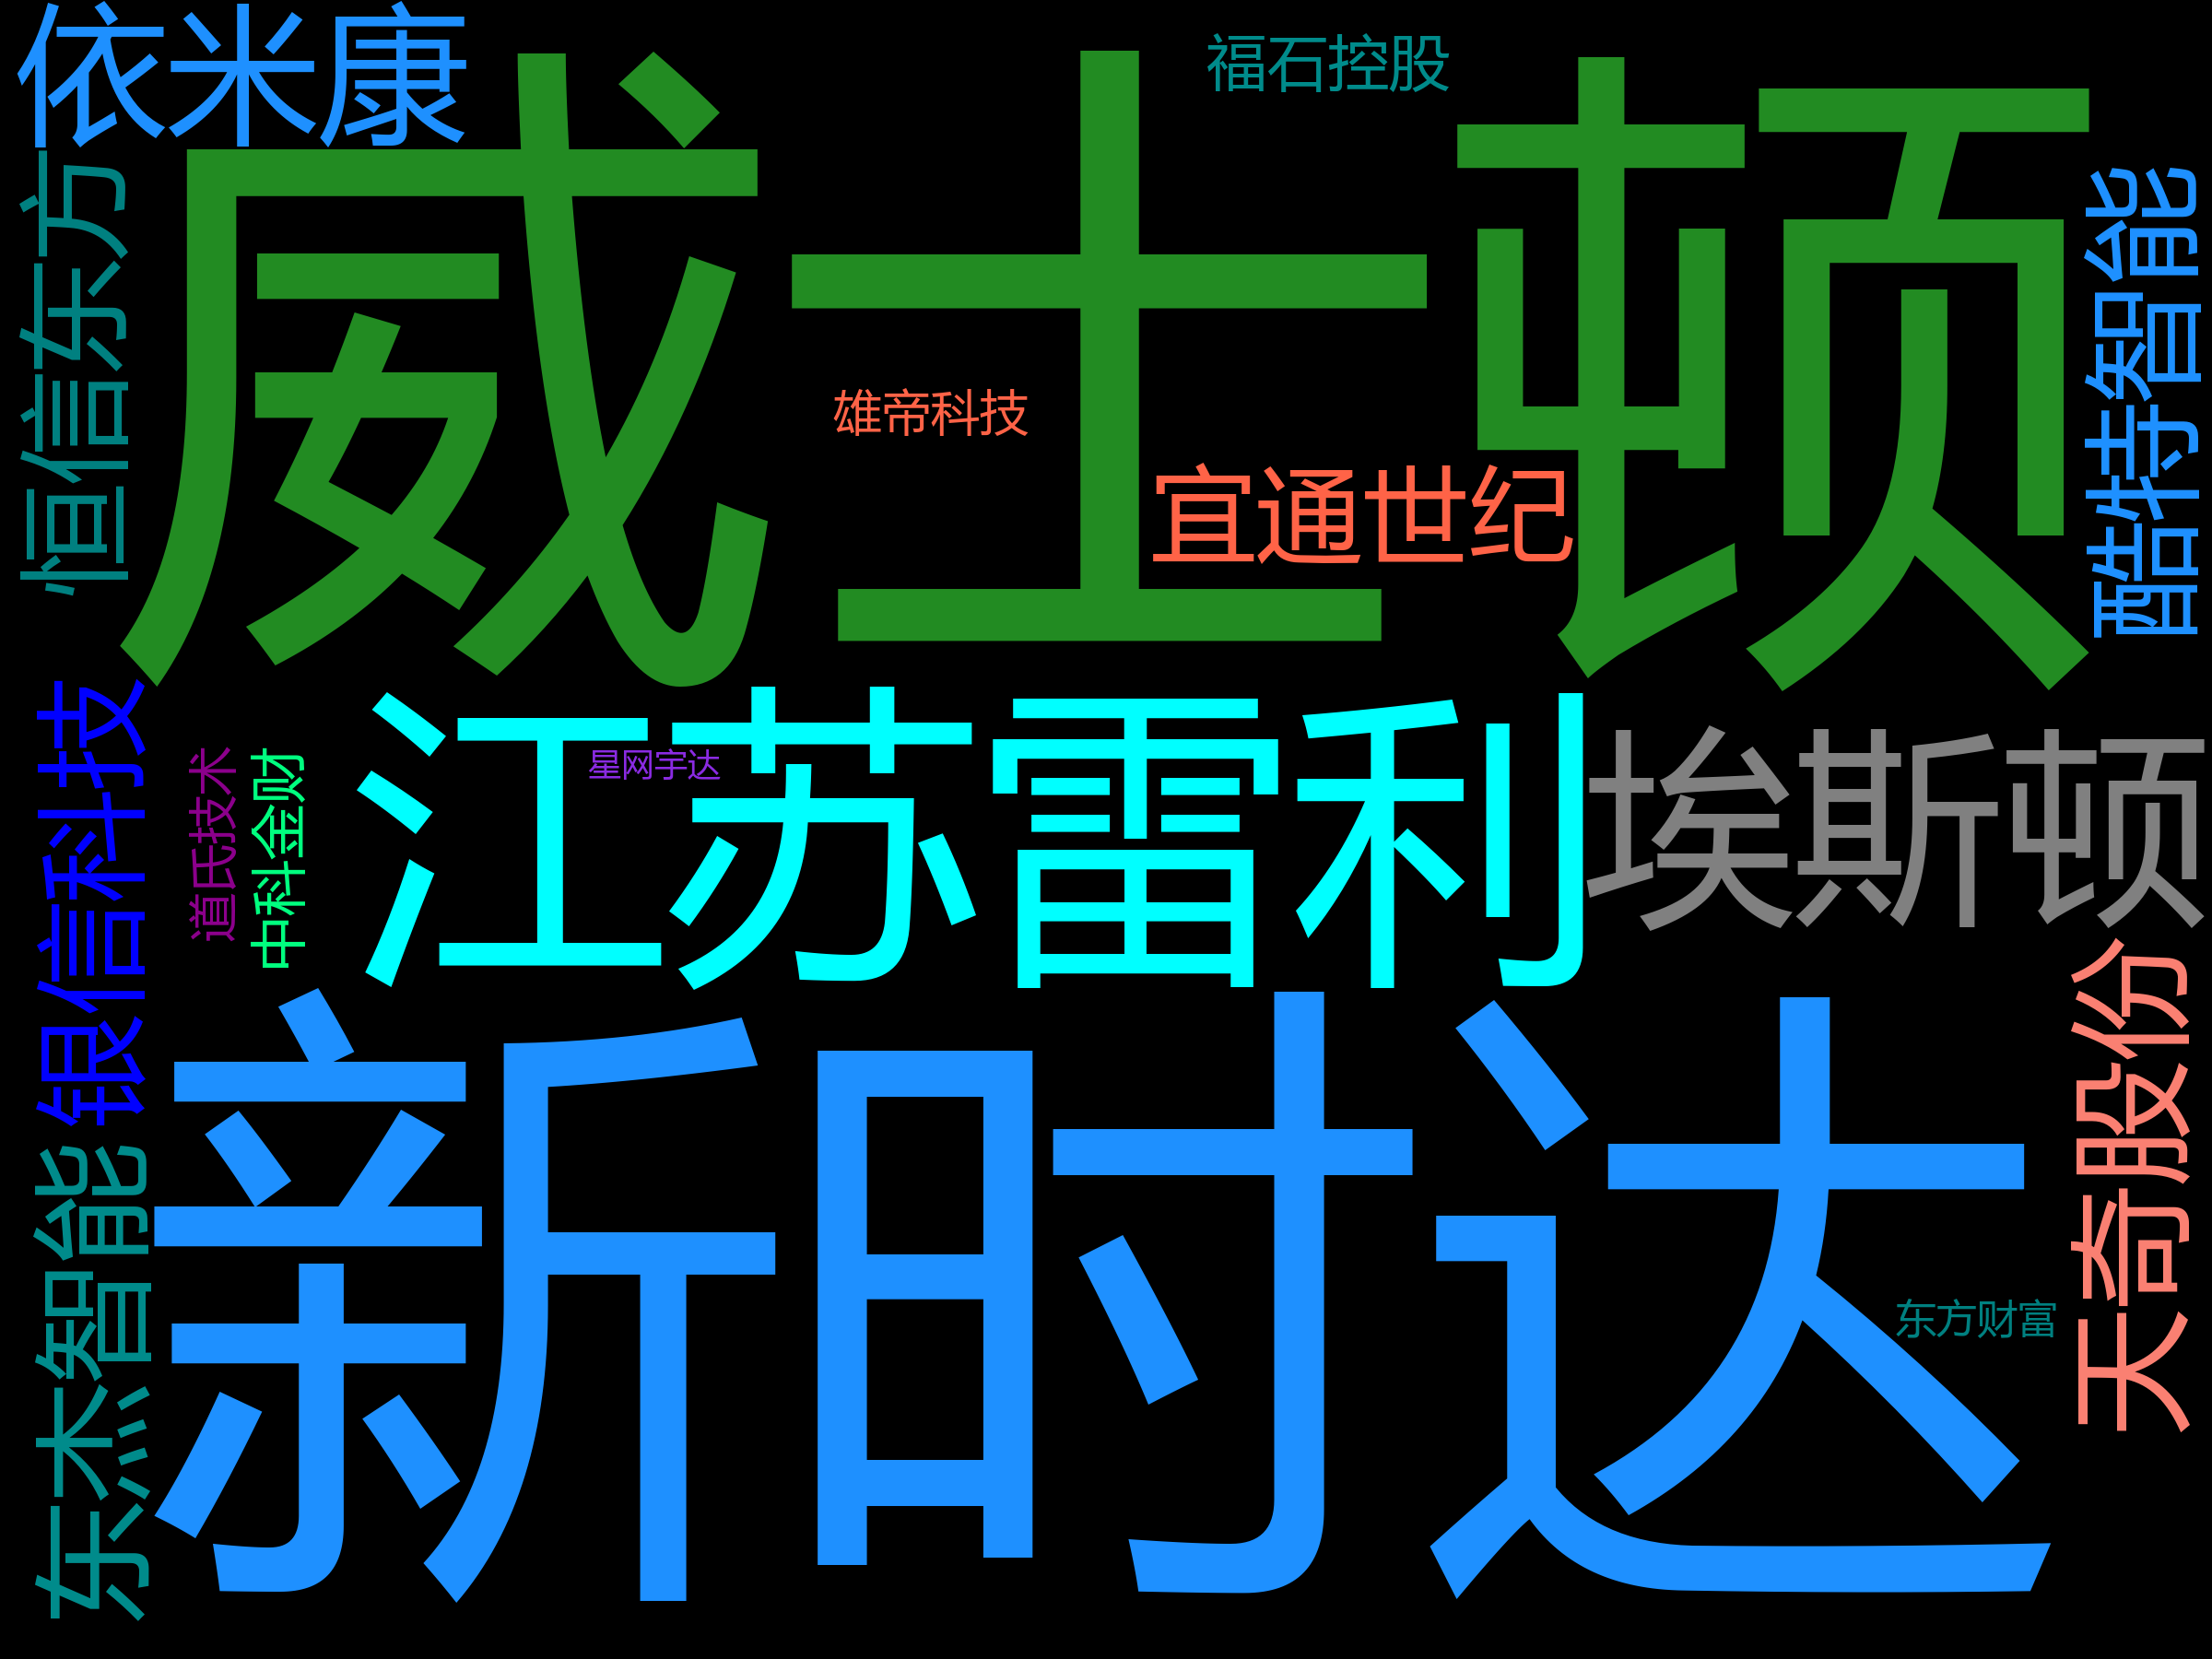 依米康
福石控股
威士顿
恒信东方
酷特智能
维帝科技
宜通世纪
银信科技
道氏技术
中科金财
江苏雷利
星网宇达
埃斯顿
新时达
天奇股份
东杰智能
东方财富